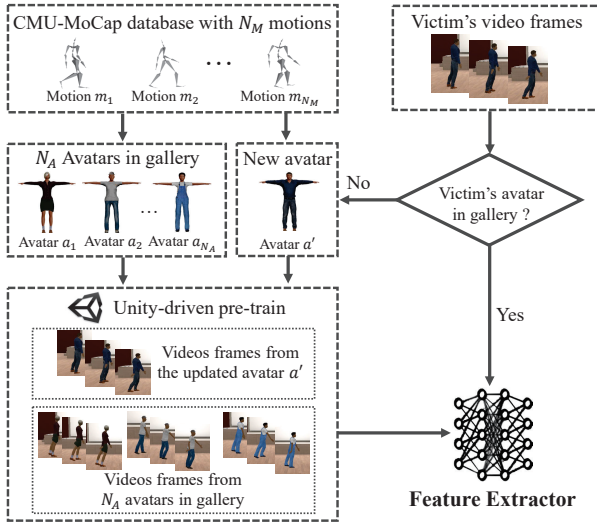 CMU-MoCap database with N_M motions
Motion m_1
Motion m_2
...
Motion m_{N_M}
Victim's video frames
N_A Avatars in gallery
Avatar a_1
Avatar a_2
...
Avatar a_{N_A}
New avatar
Avatar a'
No
Victim's avatar
in gallery ?
Yes
Unity-driven pre-train
Videos frames from
the updated avatar a'
Videos frames from
N_A avatars in gallery
Feature Extractor